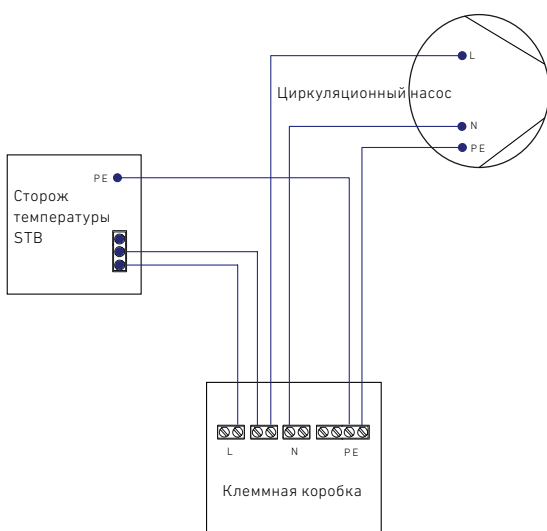 L
Циркуляционный насос
N
PE
PE
Сторож
температуры
STB
L
N
PE
Клеммная коробка